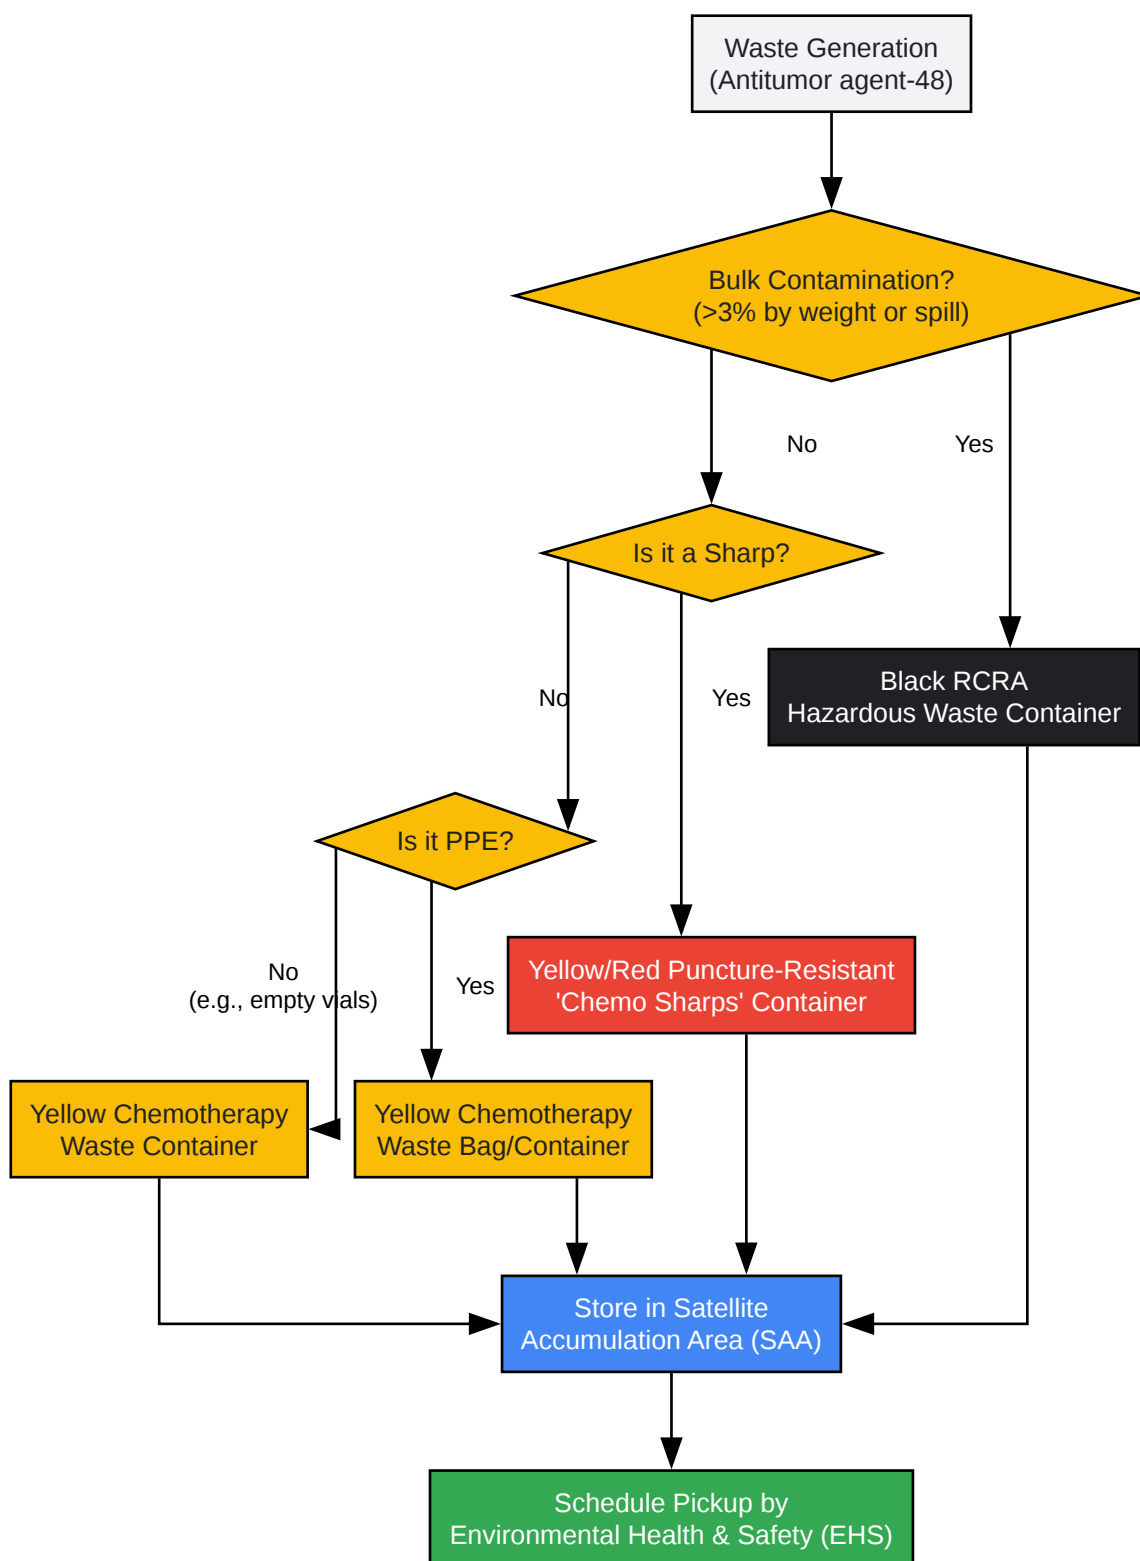 Waste Generation
(Antitumor agent-48)
Bulk Contamination?
(>3% by weight or spill)
No
Yes
Is it a Sharp?
No
Yes
Black RCRA
Hazardous Waste Container
Is it PPE?
No
(e.g., empty vials)
Yes
Yellow/Red Puncture-Resistant
'Chemo Sharps' Container
Yellow Chemotherapy
Waste Container
Yellow Chemotherapy
Waste Bag/Container
Store in Satellite
Accumulation Area (SAA)
Schedule Pickup by
Environmental Health & Safety (EHS)